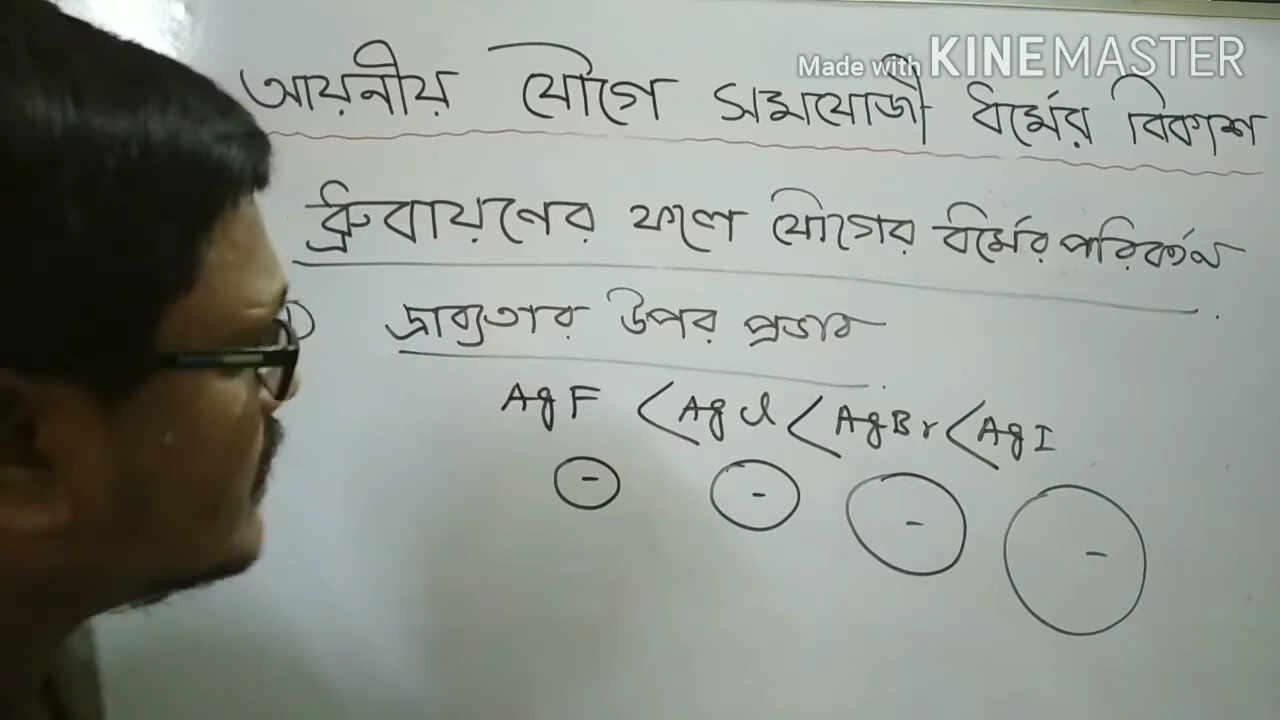 Made with KINEMASTER
আয়নীয় যৌগে সমযোজী ধর্মের বিকাশ
ধ্রুবায়ণের ফলে যৌগের ধর্মের পরিবর্তন
দ্রাব্যতার উপর প্রভাব
AgF < AgCl < AgBr < AgI
- - - -